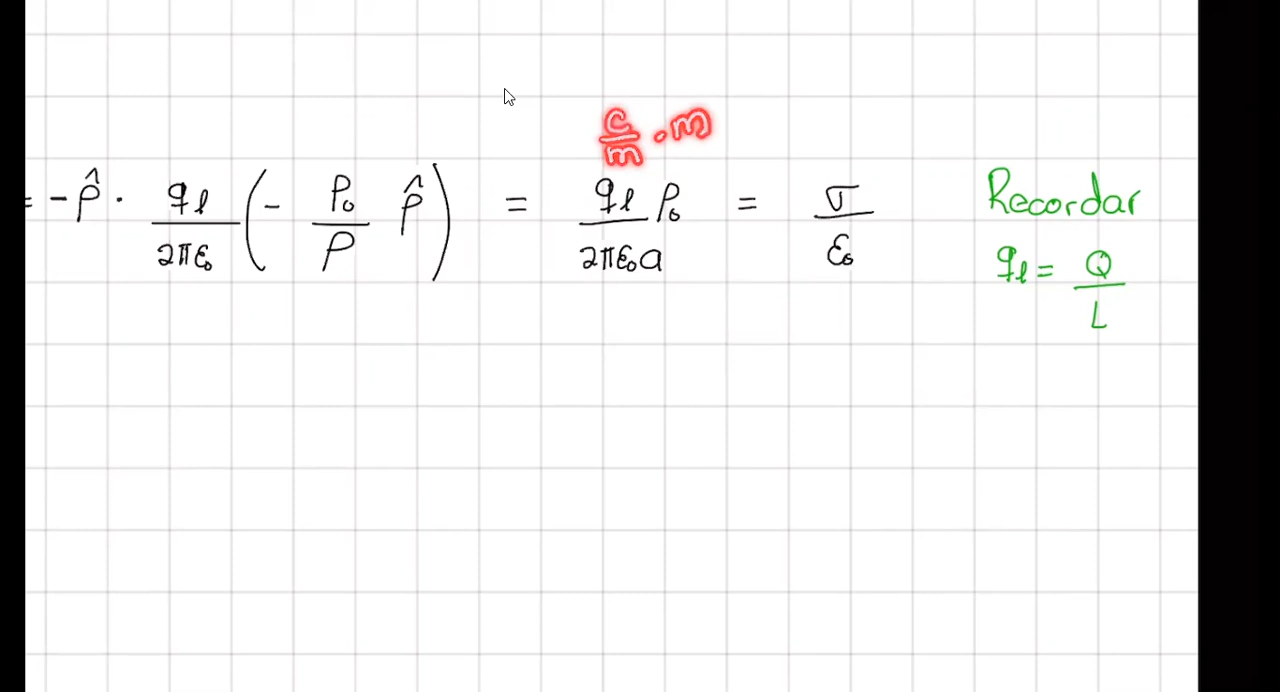 C/m · m
= -ρ̂ · qℓ/2πε₀ (- ρ₀/ρ ρ̂) = qℓ ρ₀/2πε₀a = σ/ε₀
Recordar
qℓ = Q/L